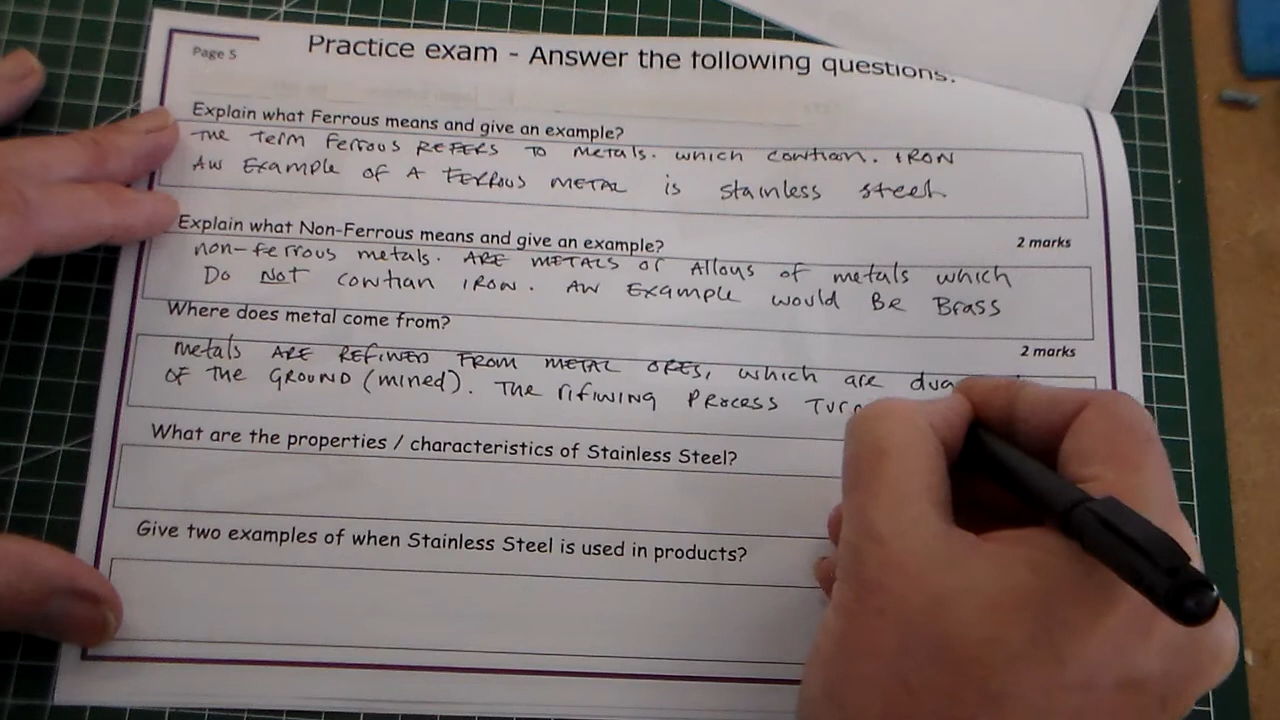 Page 5
Practice exam - Answer the following questions.
Explain what Ferrous means and give an example?
THE TERM Ferrous REFERS TO metals. which contian. IRON
AN EXAMPLE OF A FERROUS METAL is stainless steel
Explain what Non-Ferrous means and give an example?
2 marks
non-ferrous metals. ARE METALS or Alloys of metals which
Do NOT contian IRON. AN Example would BE Brass
Where does metal come from?
2 marks
metals ARE REFINED FROM METAL ORES, which are
OF THE GROUND (mined). The rifining PROCESS
What are the properties / characteristics of Stainless Steel?
Give two examples of when Stainless Steel is used in products?